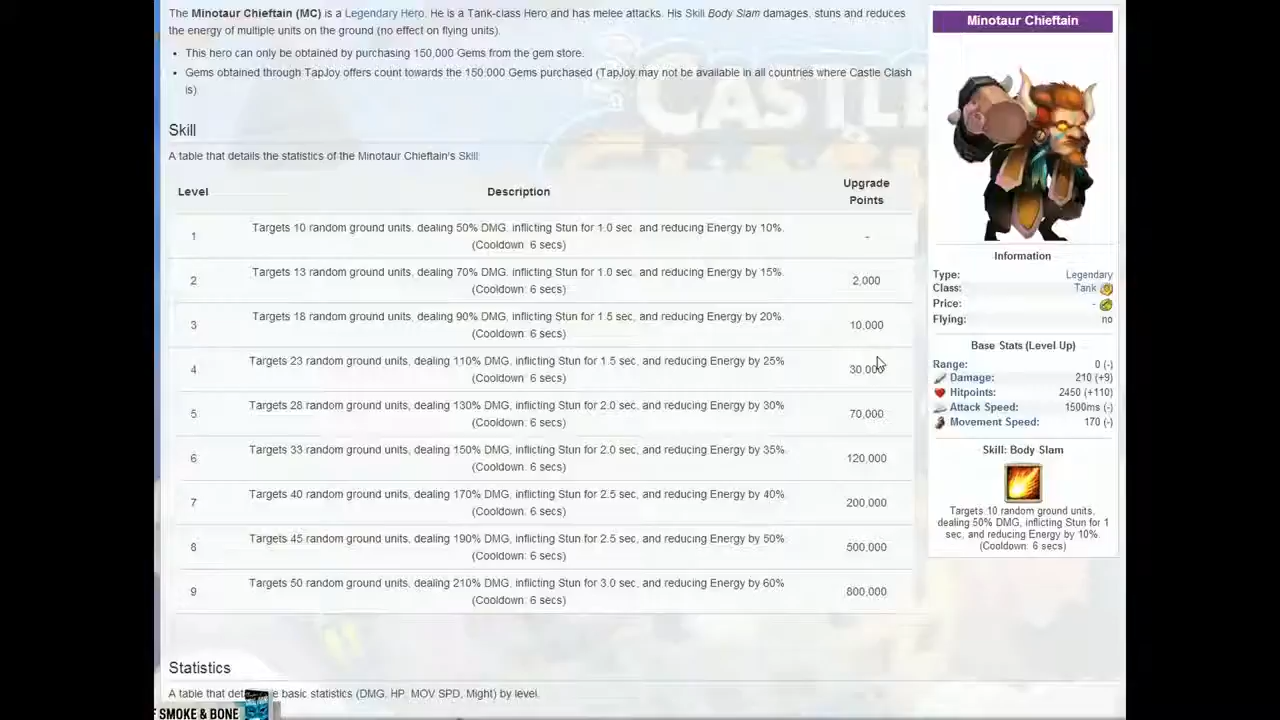 The Minotaur Chieftain (MC) is a Legendary Hero. He is a Tank-class Hero and has melee attacks. His Skill Body Slam damages, stuns and reduces
the energy of multiple units on the ground (no effect on flying units).
This hero can only be obtained by purchasing 150,000 Gems from the gem store.
Gems obtained through TapJoy offers count towards the 150.000 Gems purchased (TapJoy may not be available in all countries where Castle Clash
is)
CASTLE
Skill
A table that details the statistics of the Minotaur Chieftain's Skill
Level Description Upgrade
Points
1 Targets 10 random ground units, dealing 50% DMG, inflicting Stun for 1.0 sec, and reducing Energy by 10%.
(Cooldown: 6 secs) -
2 Targets 13 random ground units, dealing 70% DMG, inflicting Stun for 1.0 sec, and reducing Energy by 15%.
(Cooldown: 6 secs) 2,000
3 Targets 18 random ground units, dealing 90% DMG, inflicting Stun for 1.5 sec, and reducing Energy by 20%.
(Cooldown: 6 secs) 10,000
4 Targets 23 random ground units, dealing 110% DMG, inflicting Stun for 1.5 sec, and reducing Energy by 25%
(Cooldown: 6 secs) 30,000
5 Targets 28 random ground units, dealing 130% DMG, inflicting Stun for 2.0 sec, and reducing Energy by 30%
(Cooldown: 6 secs) 70,000
6 Targets 33 random ground units, dealing 150% DMG, inflicting Stun for 2.0 sec, and reducing Energy by 35%.
(Cooldown: 6 secs) 120,000
7 Targets 40 random ground units, dealing 170% DMG, inflicting Stun for 2.5 sec, and reducing Energy by 40%
(Cooldown: 6 secs) 200,000
8 Targets 45 random ground units, dealing 190% DMG, inflicting Stun for 2.5 sec, and reducing Energy by 50%
(Cooldown: 6 secs) 500,000
9 Targets 50 random ground units, dealing 210% DMG, inflicting Stun for 3.0 sec, and reducing Energy by 60%
(Cooldown: 6 secs) 800,000
Statistics
A table that basic statistics (DMG, HP, MOV SPD, Might) by level.
SMOKE & BONE
Minotaur Chieftain
Information
Type: Legendary
Class: Tank
Price: -
Flying: no
Base Stats (Level Up)
Range: 0 (-)
Damage: 210 (+9)
Hitpoints: 2450 (+110)
Attack Speed: 1500ms (-)
Movement Speed: 170 (-)
Skill: Body Slam
Targets 10 random ground units,
dealing 50% DMG, inflicting Stun for 1
sec, and reducing Energy by 10%.
(Cooldown: 6 secs)